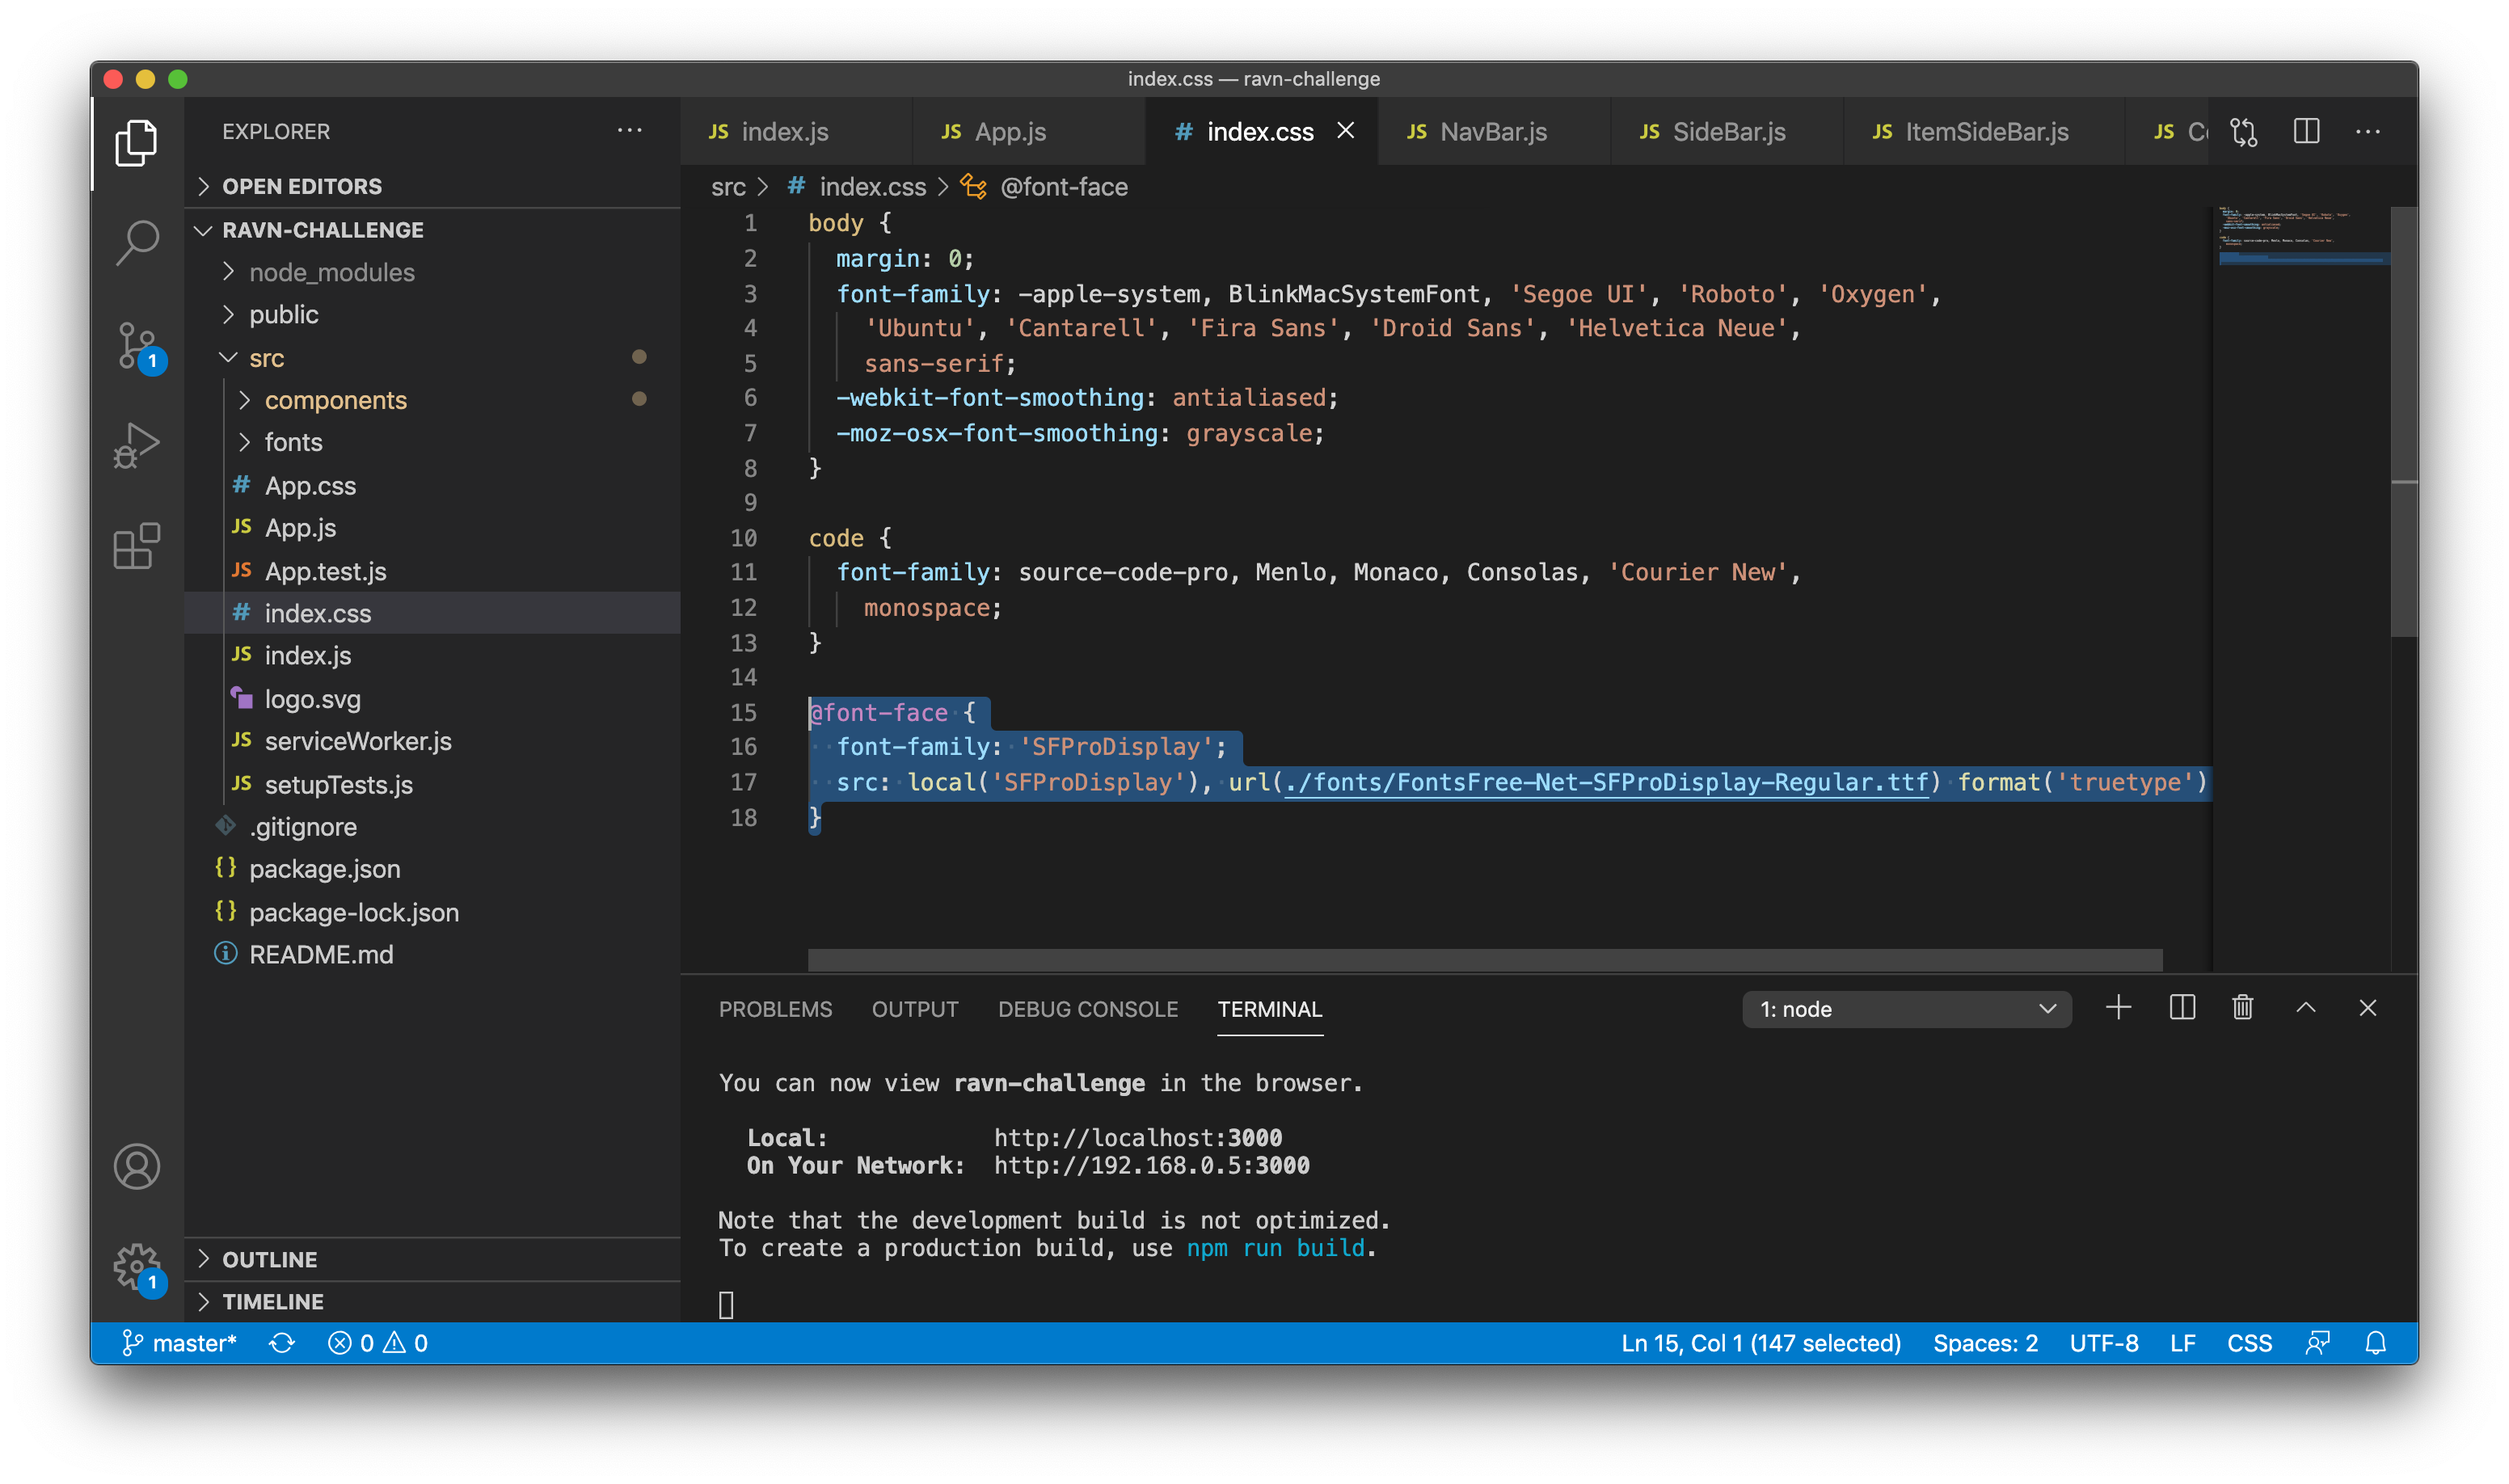 index.css — ravn-challenge
EXPLORER
OPEN EDITORS
RAVN-CHALLENGE
node_modules
public
src
components
fonts
# App.css
JS App.js
JS App.test.js
# index.css
JS index.js
logo.svg
JS serviceWorker.js
JS setupTests.js
.gitignore
{} package.json
{} package-lock.json
README.md
OUTLINE
TIMELINE
1
1
JS index.js
JS App.js
# index.css
JS NavBar.js
JS SideBar.js
JS ItemSideBar.js
JS
src > # index.css > @font-face
1 body {
2 margin: 0;
3 font-family: -apple-system, BlinkMacSystemFont, 'Segoe UI', 'Roboto', 'Oxygen',
4 'Ubuntu', 'Cantarell', 'Fira Sans', 'Droid Sans', 'Helvetica Neue',
5 sans-serif;
6 -webkit-font-smoothing: antialiased;
7 -moz-osx-font-smoothing: grayscale;
8 }
9
10 code {
11 font-family: source-code-pro, Menlo, Monaco, Consolas, 'Courier New',
12 monospace;
13 }
14
15 @font-face {
16 font-family: 'SFProDisplay';
17 src: local('SFProDisplay'), url(./fonts/FontsFree-Net-SFProDisplay-Regular.ttf) format('truetype')
18 }
PROBLEMS OUTPUT DEBUG CONSOLE TERMINAL
1: node
You can now view ravn-challenge in the browser.
Local: http://localhost:3000
On Your Network: http://192.168.0.5:3000
Note that the development build is not optimized.
To create a production build, use npm run build.
master* 0 0
Ln 15, Col 1 (147 selected) Spaces: 2 UTF-8 LF CSS